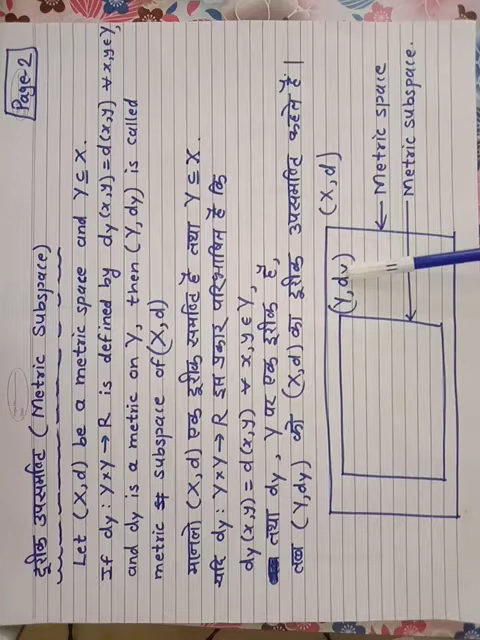 Page-2
दूरीक उपसमष्टि (Metric Subspace)
Let (X, d) be a metric space and Y ⊆ X.
If dy : Y×Y → R is defined by dy(x,y) = d(x,y) ∀ x,y ∈ Y,
and dy is a metric on Y, then (Y, dy) is called
metric subspace of (X, d)
मानलो (X, d) एक दूरीक समष्टि है तथा Y ⊆ X.
यदि dy : Y×Y → R इस प्रकार परिभाषित है कि
dy(x,y) = d(x,y) ∀ x,y ∈ Y,
तथा dy, Y पर एक दूरीक है,
तब (Y, dy) को (X, d) का दूरीक उपसमष्टि कहते हैं।
(X, d)
(Y, dy)
Metric space
Metric subspace.